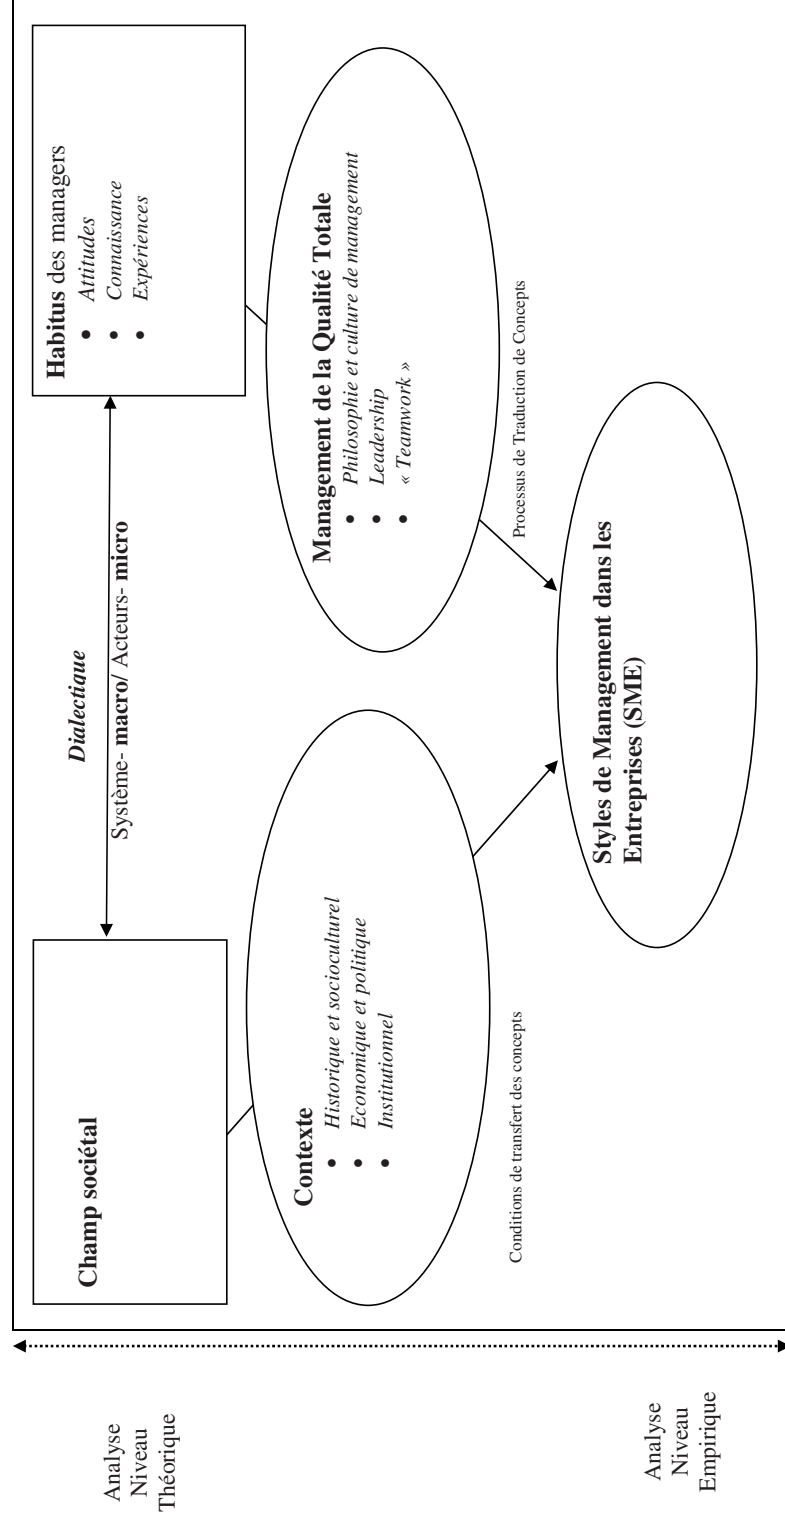 Analyse
Niveau
Théorique
Champ sociétal
Dialectique
Système- macro/ Acteurs- micro
Habitus des managers
• Attitudes
• Connaissance
• Expériences
Contexte
• Historique et socioculturel
• Economique et politique
• Institutionnel
Management de la Qualité Totale
• Philosophie et culture de management
• Leadership
• « Teamwork »
Conditions de transfert des concepts
Processus de Traduction de Concepts
Analyse
Niveau
Empirique
Styles de Management dans les
Entreprises (SME)